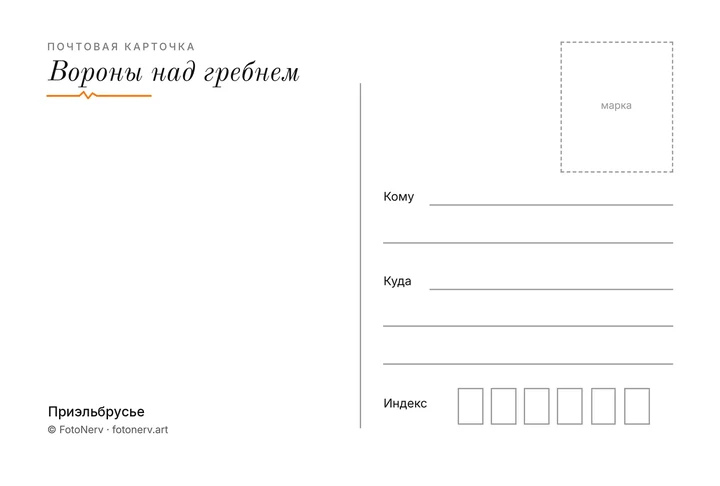 ПОЧТОВАЯ КАРТОЧКА
Вороны над гребнем
марка
Кому
Куда
Индекс
Приэльбрусье
© FotoNerv · fotonerv.art